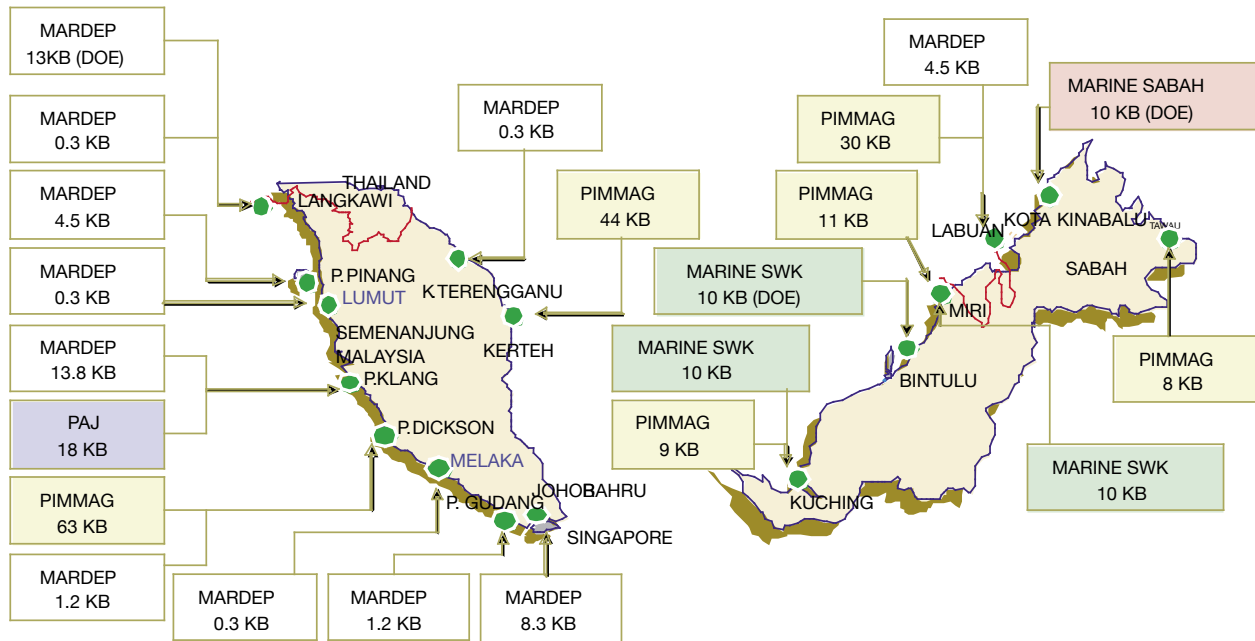 MARDEP
13KB (DOE)
MARDEP
0.3 KB
MARDEP
4.5 KB
MARDEP
0.3 KB
MARDEP
13.8 KB
PAJ
18 KB
PIMMAG
63 KB
MARDEP
1.2 KB
MARDEP
0.3 KB
MARDEP
1.2 KB
MARDEP
8.3 KB
MARDEP
0.3 KB
PIMMAG
44 KB
THAILAND
LANGKAWI
P.PINANG
LUMUT
K TERENGGANU
SEMENANJUNG
MALAYSIA
KERTEH
P.KLANG
P.DICKSON
MELAKA
JOHOR BAHRU
P. GUDANG
SINGAPORE
MARDEP
4.5 KB
PIMMAG
30 KB
PIMMAG
11 KB
MARINE SWK
10 KB (DOE)
MARINE SWK
10 KB
PIMMAG
9 KB
MARINE SABAH
10 KB (DOE)
PIMMAG
8 KB
MARINE SWK
10 KB
KOTA KINABALU
TAWAU
LABUAN
SABAH
MIRI
BINTULU
KUCHING